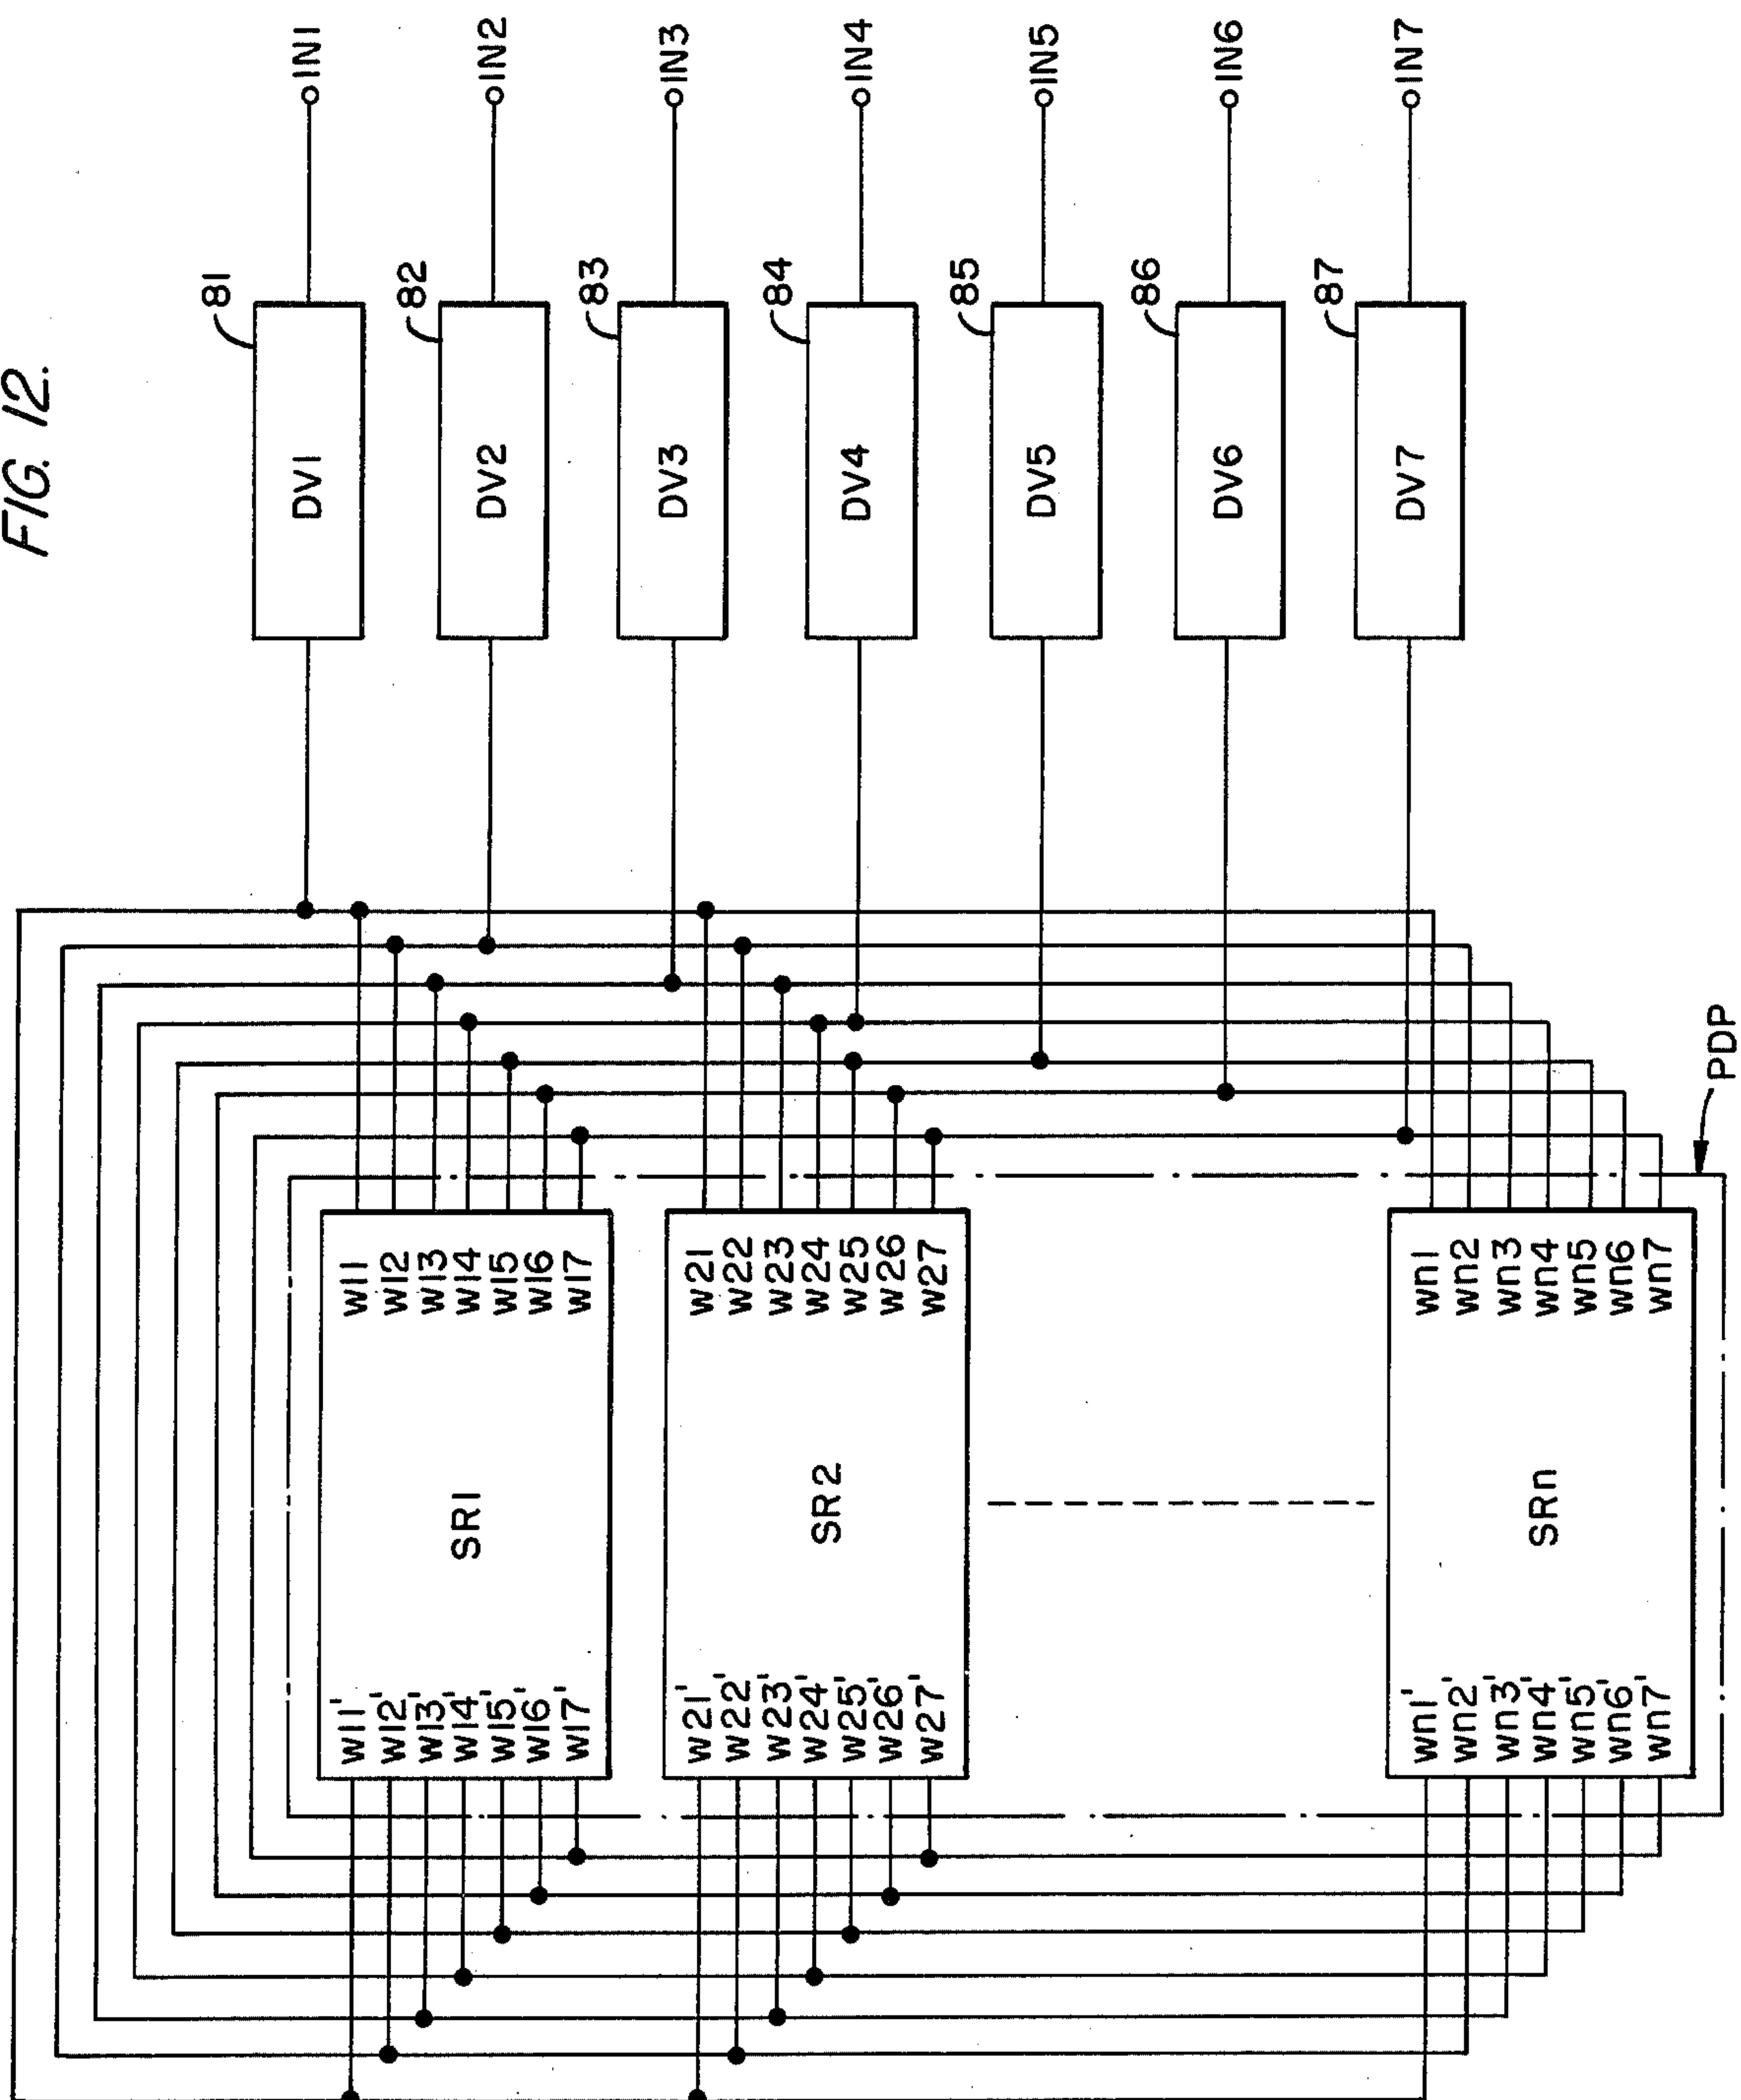 FIG. 12.
IN1
IN2
IN3
IN4
IN5
IN6
IN7
81
82
83
84
85
86
87
DV1
DV2
DV3
DV4
DV5
DV6
DV7
PDP
w11
w12
w13
w14
w15
w16
w17
w21
w22
w23
w24
w25
w26
w27
wn1
wn2
wn3
wn4
wn5
wn6
wn7
SR1
SR2
SRn
w11'
w12'
w13'
w14'
w15'
w16'
w17'
w21'
w22'
w23'
w24'
w25'
w26'
w27'
wn1'
wn2'
wn3'
wn4'
wn5'
wn6'
wn7'